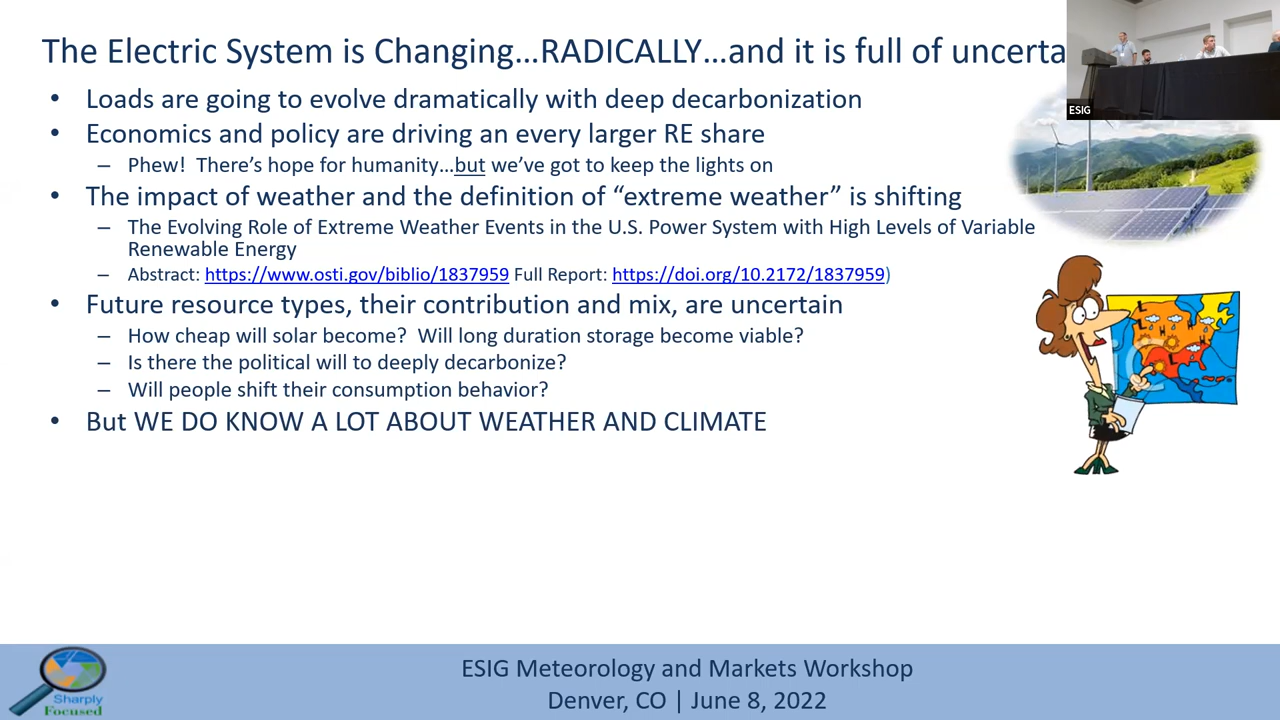 The Electric System is Changing...RADICALLY...and it is full of uncerta
ESIG
• Loads are going to evolve dramatically with deep decarbonization
• Economics and policy are driving an every larger RE share
– Phew! There's hope for humanity...but we've got to keep the lights on
• The impact of weather and the definition of “extreme weather” is shifting
– The Evolving Role of Extreme Weather Events in the U.S. Power System with High Levels of Variable
Renewable Energy
– Abstract: https://www.osti.gov/biblio/1837959 Full Report: https://doi.org/10.2172/1837959)
• Future resource types, their contribution and mix, are uncertain
– How cheap will solar become? Will long duration storage become viable?
– Is there the political will to deeply decarbonize?
– Will people shift their consumption behavior?
• But WE DO KNOW A LOT ABOUT WEATHER AND CLIMATE
Sharply
Focused
ESIG Meteorology and Markets Workshop
Denver, CO | June 8, 2022